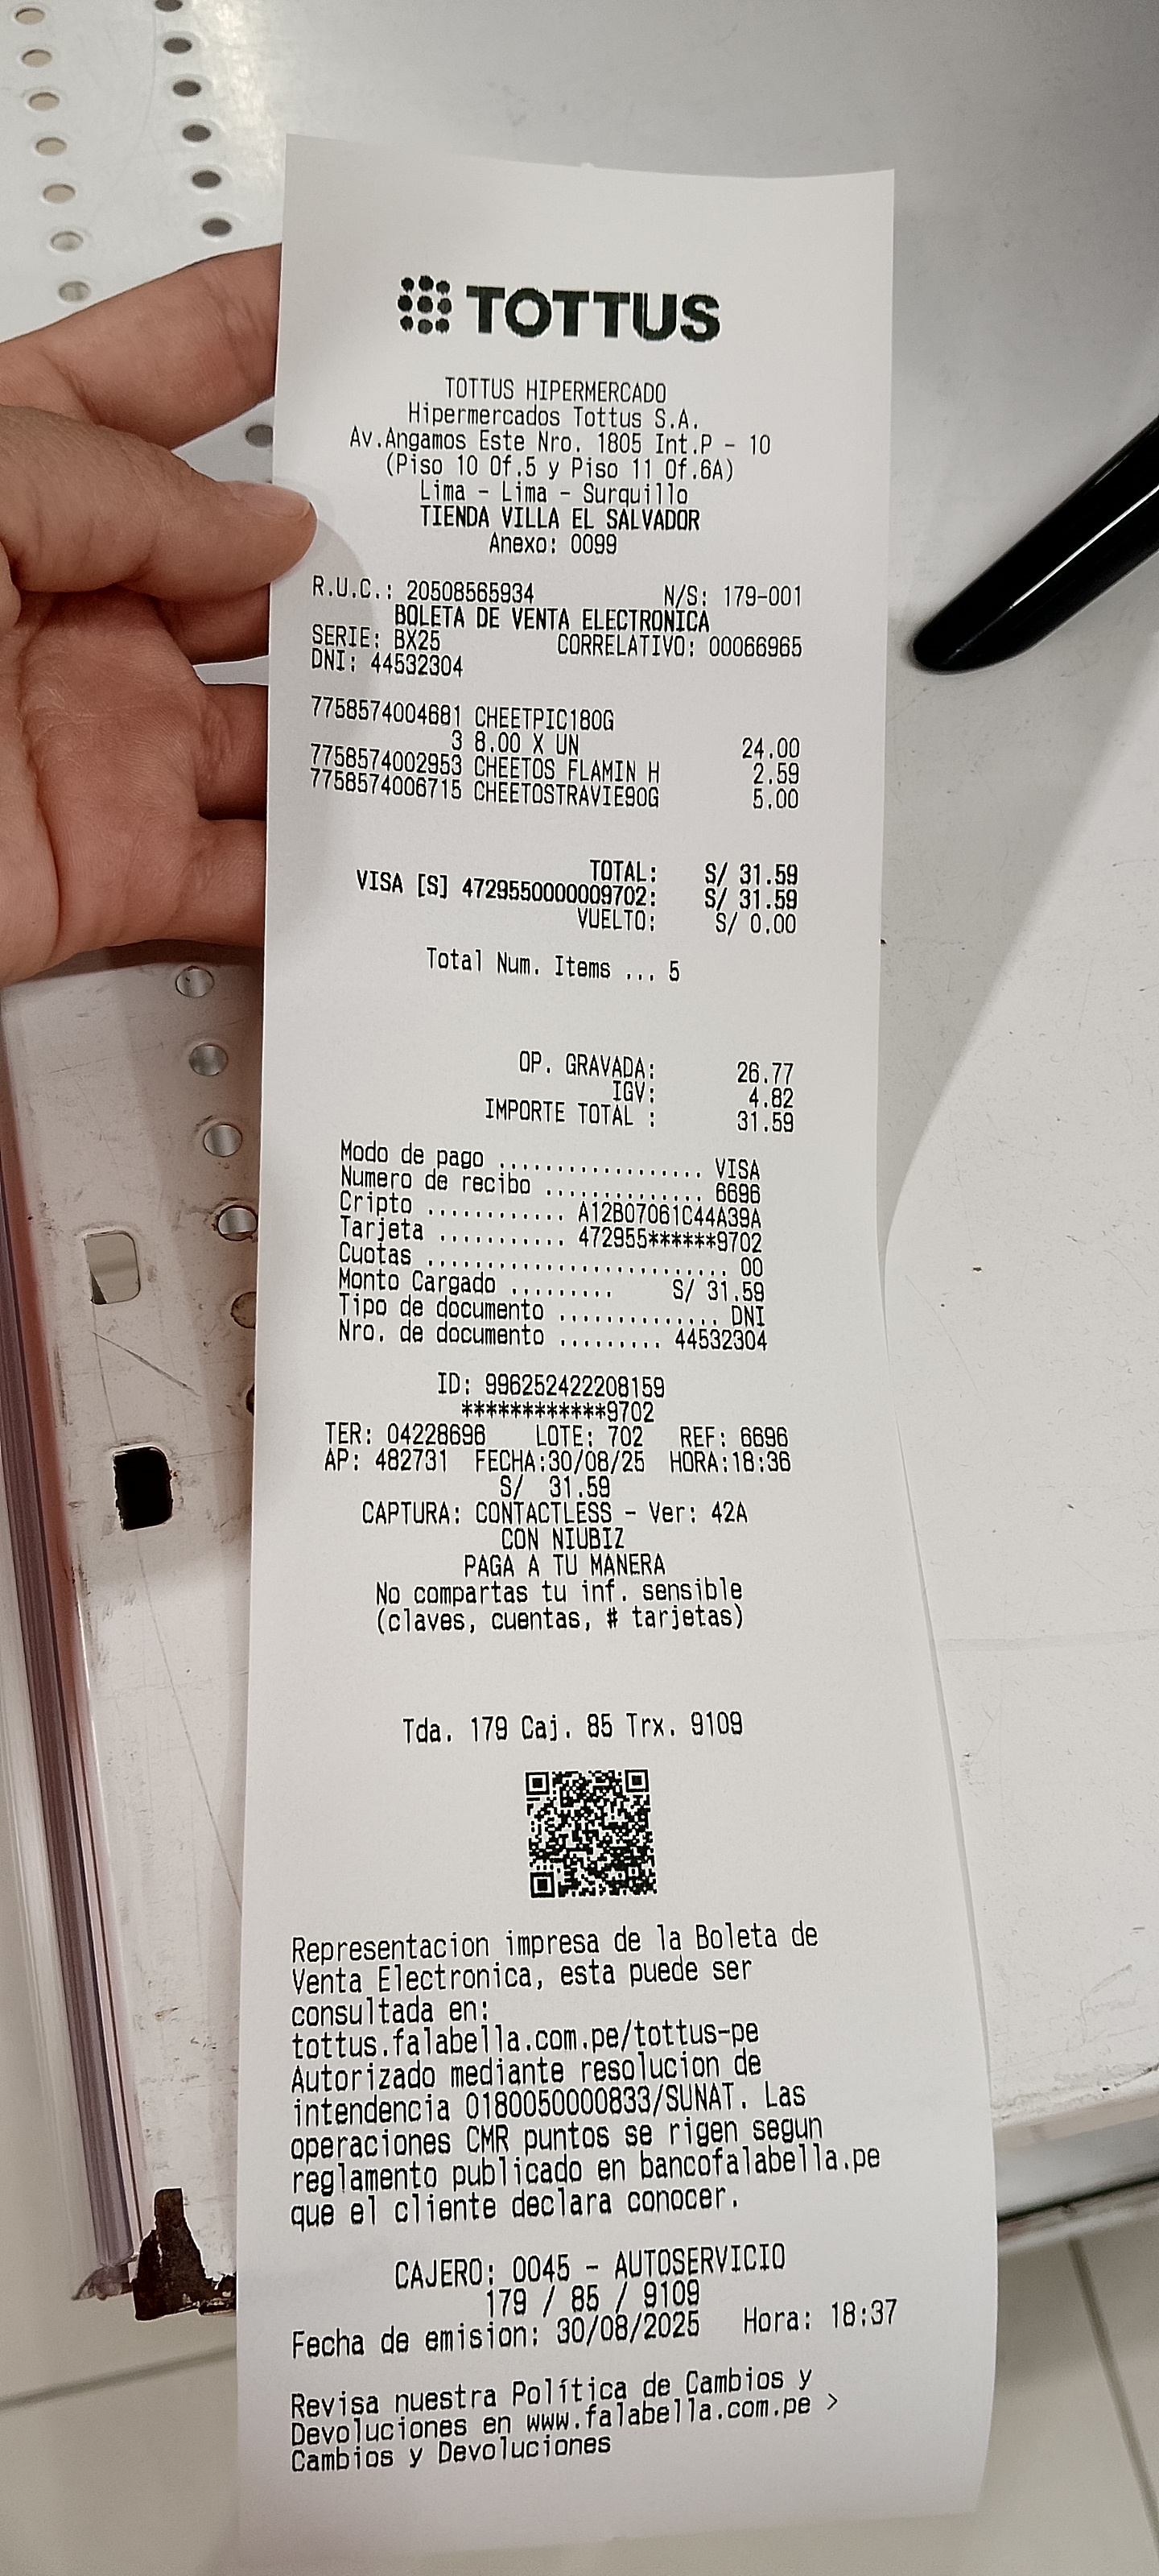 TOTTUS
TOTTUS HIPERMERCADO
Hipermercados Tottus S.A.
Av.Angamos Este Nro. 1805 Int.P - 10
(Piso 10 Of.5 y Piso 11 Of.6A)
Lima - Lima - Surquillo
TIENDA VILLA EL SALVADOR
Anexo: 0099
R.U.C.: 20508565934 N/S: 179-001
BOLETA DE VENTA ELECTRONICA
SERIE: BX25 CORRELATIVO: 00066965
DNI: 44532304
7758574004681 CHEETPIC180G
3 8.00 X UN 24.00
7758574002953 CHEETOS FLAMIN H 2.59
7758574006715 CHEETOSTRAVIE90G 5.00
TOTAL: S/ 31.59
VISA [S] 4729550000009702: S/ 31.59
VUELTO: S/ 0.00
Total Num. Items ... 5
OP. GRAVADA: 26.77
IGV: 4.82
IMPORTE TOTAL : 31.59
Modo de pago .................. VISA
Numero de recibo .............. 6696
Cripto ............ A12B07061C44A39A
Tarjeta ........... 472955******9702
Cuotas .......................... 00
Monto Cargado ......... S/ 31.59
Tipo de documento .............. DNI
Nro. de documento ......... 44532304
ID: 996252422208159
************9702
TER: 04228696 LOTE: 702 REF: 6696
AP: 482731 FECHA:30/08/25 HORA:18:36
S/ 31.59
CAPTURA: CONTACTLESS - Ver: 42A
CON NIUBIZ
PAGA A TU MANERA
No compartas tu inf. sensible
(claves, cuentas, # tarjetas)
Tda. 179 Caj. 85 Trx. 9109
Representacion impresa de la Boleta de
Venta Electronica, esta puede ser
consultada en:
tottus.falabella.com.pe/tottus-pe
Autorizado mediante resolucion de
intendencia 0180050000833/SUNAT. Las
operaciones CMR puntos se rigen segun
reglamento publicado en bancofalabella.pe
que el cliente declara conocer.
CAJERO: 0045 - AUTOSERVICIO
179 / 85 / 9109
Fecha de emision: 30/08/2025 Hora: 18:37
Revisa nuestra Política de Cambios y
Devoluciones en www.falabella.com.pe >
Cambios y Devoluciones